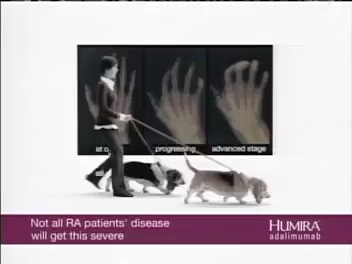 progressing advanced stage
Not all RA patients' disease
will get this severe
HUMIRA
adalimumab